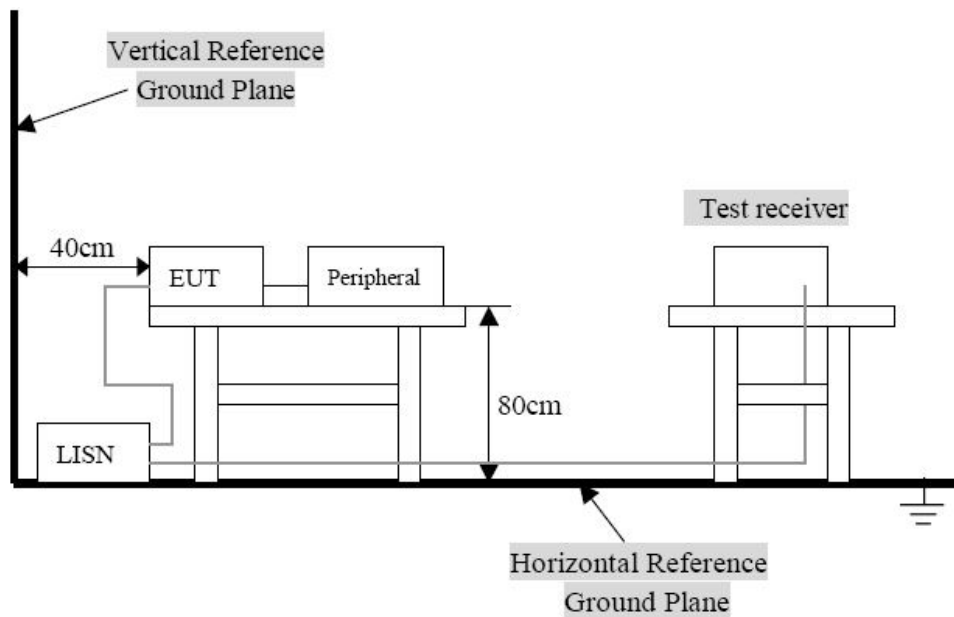 Vertical Reference
Ground Plane
Test receiver
40cm
EUT
Peripheral
80cm
LISN
Horizontal Reference
Ground Plane